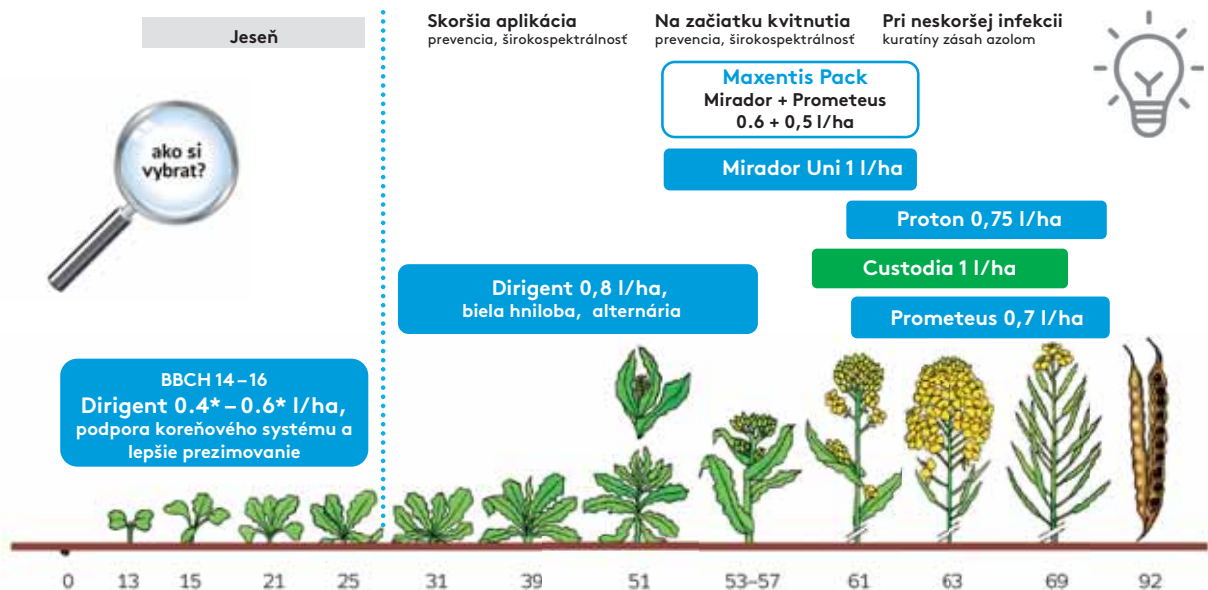 Jeseň
Skoršia aplikácia
prevencia, širokospektrálnosť
Na začiatku kvitnutia
prevencia, širokospektrálnosť
Pri neskoršej infekcii
kuratíny zásah azolom
ako si
vybrat?
Maxentis Pack
Mirador + Prometeus
0.6 + 0,5 l/ha
Mirador Uni 1 l/ha
Proton 0,75 l/ha
Custodia 1 l/ha
Dirigent 0,8 l/ha,
biela hniloba, alternária
Prometeus 0,7 l/ha
BBCH 14–16
Dirigent 0.4* – 0.6* l/ha,
podpora koreňového systému a
lepšie prezimovanie
0 13 15 21 25 31 39 51 53–57 61 63 69 92